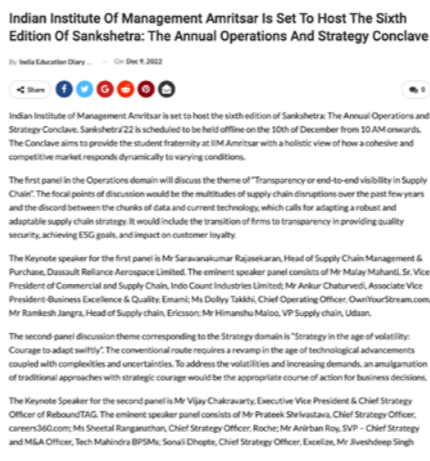 Indian Institute Of Management Amritsar Is Set To Host The Sixth
Edition Of Sankshetra: The Annual Operations And Strategy Conclave
By India Education Diary... — On Dec 9, 2022
Share 0
Indian Institute of Management Amritsar is set to host the sixth edition of Sankshetra: The Annual Operations and
Strategy Conclave. Sankshetra'22 is scheduled to be held offline on the 10th of December from 10 AM onwards.
The Conclave aims to provide the student fraternity at IIM Amritsar with a holistic view of how a cohesive and
competitive market responds dynamically to varying conditions.
The first panel in the Operations domain will discuss the theme of "Transparency or end-to-end visibility in Supply
Chain". The focal points of discussion would be the multitudes of supply chain disruptions over the past few years
and the discord between the chunks of data and current technology, which calls for adapting a robust and
adaptable supply chain strategy. It would include the transition of firms to transparency in providing quality
security, achieving ESG goals, and impact on customer loyalty.
The Keynote speaker for the first panel is Mr Saravanakumar Rajasekaran, Head of Supply Chain Management &
Purchase, Dassault Reliance Aerospace Limited. The eminent speaker panel consists of Mr Malay Mahanti, Sr. Vice
President of Commercial and Supply Chain, Indo Count Industries Limited; Mr Ankur Chaturvedi, Associate Vice
President-Business Excellence & Quality, Emami; Ms Dollyy Takkhi, Chief Operating Officer, OwnYourStream.com,
Mr Ramkesh Jangra, Head of Supply chain, Ericsson; Mr Himanshu Maloo, VP Supply chain, Udaan.
The second-panel discussion theme corresponding to the Strategy domain is "Strategy in the age of volatility:
Courage to adapt swiftly". The conventional route requires a revamp in the age of technological advancements
coupled with complexities and uncertainties. To address the volatilities and increasing demands, an amalgamation
of traditional approaches with strategic courage would be the appropriate course of action for business decisions.
The Keynote Speaker for the second panel is Mr Vijay Chakravarty, Executive Vice President & Chief Strategy
Officer of ReboundTAG. The eminent speaker panel consists of Mr Prateek Shrivastava, Chief Strategy Officer,
careers360.com; Ms Sheetal Ranganathan, Chief Strategy Officer, Roche; Mr Anirban Roy, SVP – Chief Strategy
and M&A Officer, Tech Mahindra BPSMs; Sonali Dhopte, Chief Strategy Officer, Excelize, Mr Jiveshdeep Singh